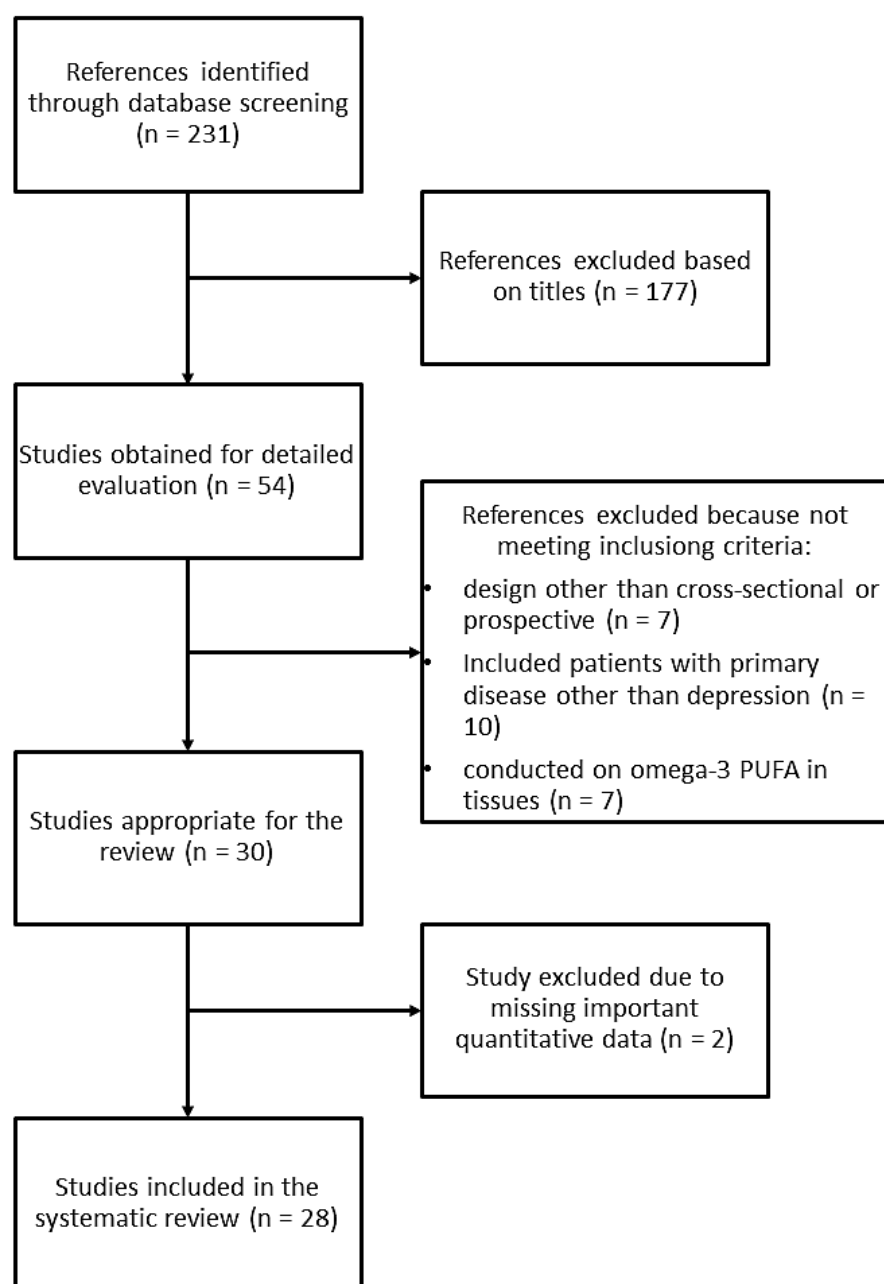 References identified
through database screening
(n = 231)
References excluded based
on titles (n = 177)
Studies obtained for detailed
evaluation (n = 54)
References excluded because not
meeting inclusiong criteria:
• design other than cross-sectional or
prospective (n = 7)
• Included patients with primary
disease other than depression (n =
10)
• conducted on omega-3 PUFA in
tissues (n = 7)
Studies appropriate for the
review (n = 30)
Study excluded due to
missing important
quantitative data (n = 2)
Studies included in the
systematic review (n = 28)